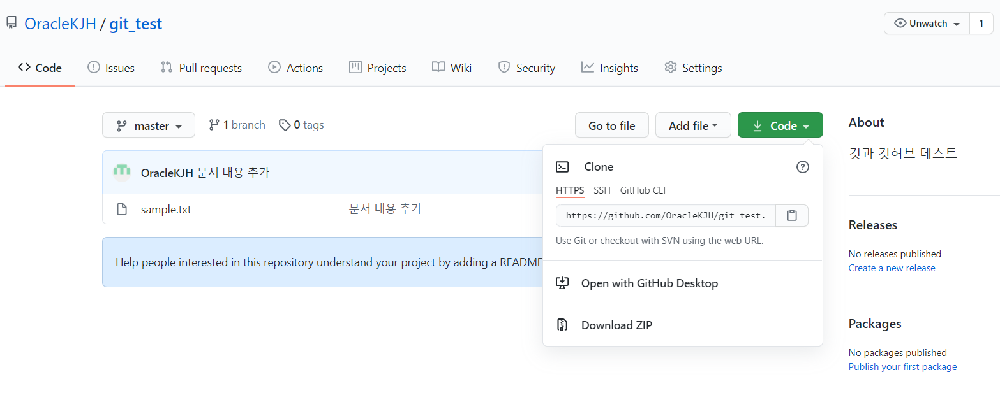 OracleKJH / git_test
Unwatch 1
Code Issues Pull requests Actions Projects Wiki Security Insights Settings
master 1 branch 0 tags Go to file Add file Code
OracleKJH 문서 내용 추가
sample.txt 문서 내용 추가
Help people interested in this repository understand your project by adding a README
Clone
HTTPS SSH GitHub CLI
https://github.com/OracleKJH/git_test.
Use Git or checkout with SVN using the web URL.
Open with GitHub Desktop
Download ZIP
About
깃과 깃허브 테스트
Releases
No releases published
Create a new release
Packages
No packages published
Publish your first package